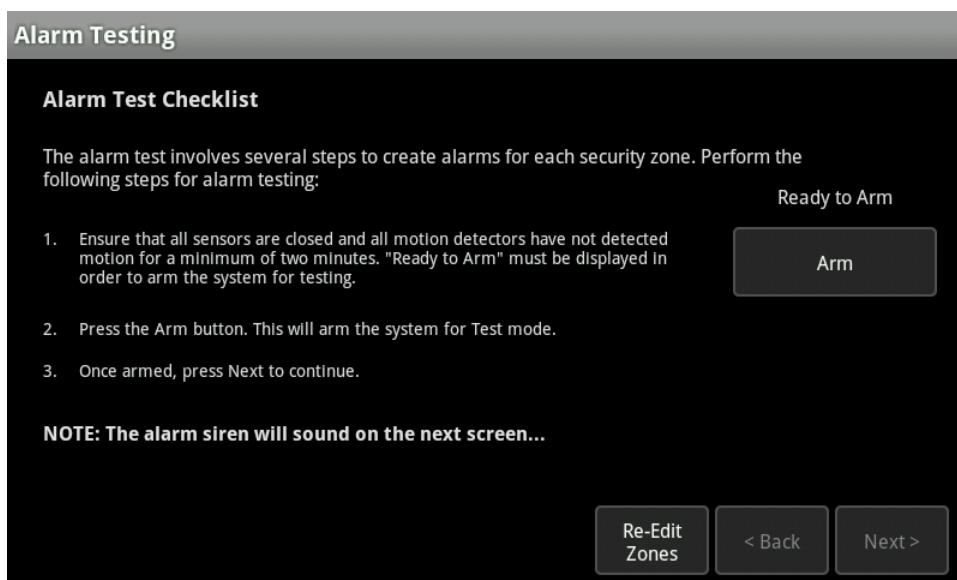 Alarm Testing
Alarm Test Checklist
The alarm test involves several steps to create alarms for each security zone. Perform the
following steps for alarm testing:
Ready to Arm
1. Ensure that all sensors are closed and all motion detectors have not detected
motion for a minimum of two minutes. "Ready to Arm" must be displayed in
order to arm the system for testing.
Arm
2. Press the Arm button. This will arm the system for Test mode.
3. Once armed, press Next to continue.
NOTE: The alarm siren will sound on the next screen...
Re-Edit
Zones
< Back
Next >